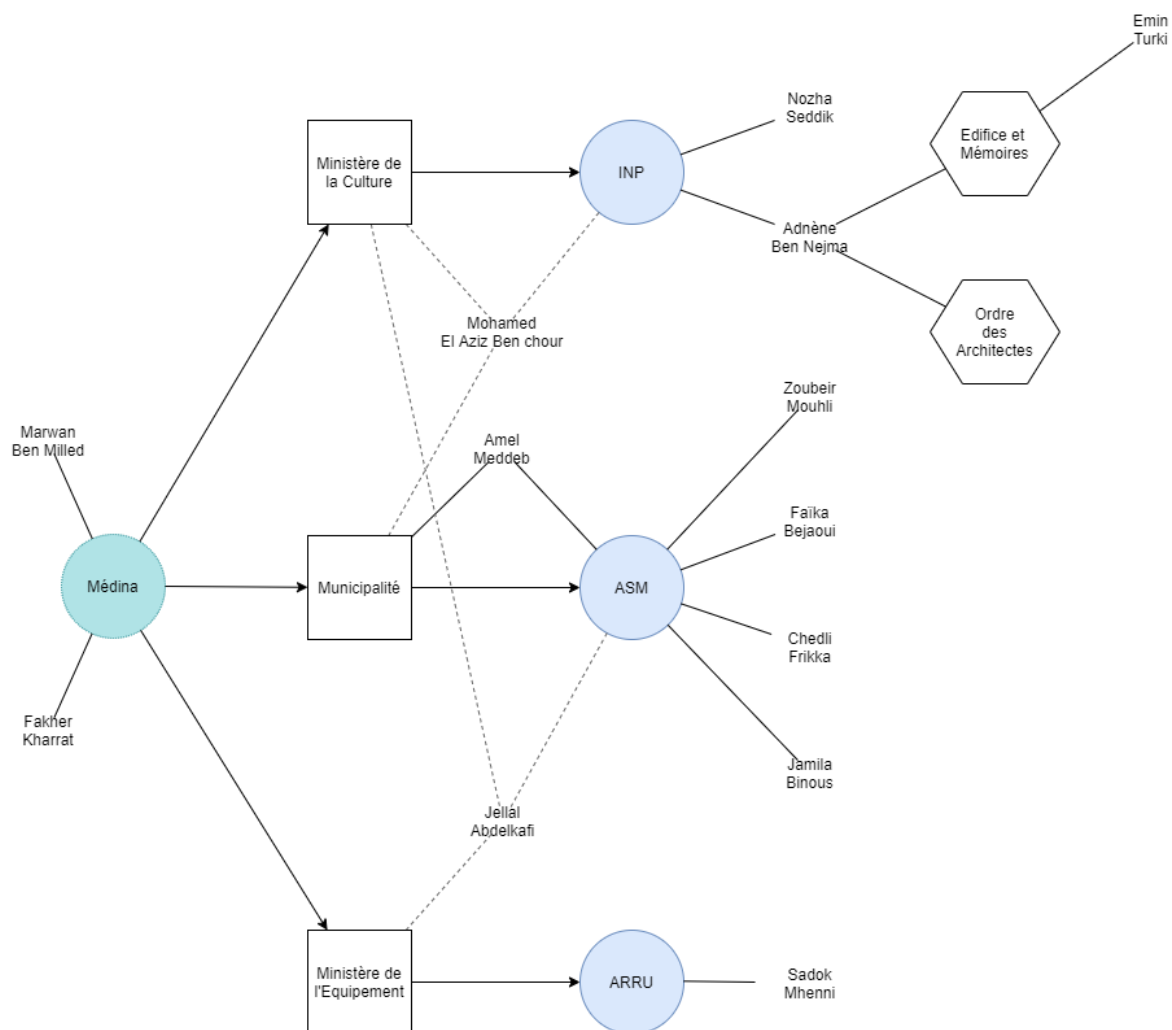 Emin
Turki
Nozha
Seddik
Edifice et
Mémoires
Ministère de
la Culture
INP
Adnène
Ben Nejma
Ordre
des
Architectes
Mohamed
El Aziz Ben chour
Zoubeir
Mouhli
Marwan
Ben Milled
Amel
Meddeb
Faïka
Bejaoui
Médina
Municipalité
ASM
Chedli
Frikka
Fakher
Kharrat
Jamila
Binous
Jellal
Abdelkafi
Ministère de
l'Equipement
ARRU
Sadok
Mhenni